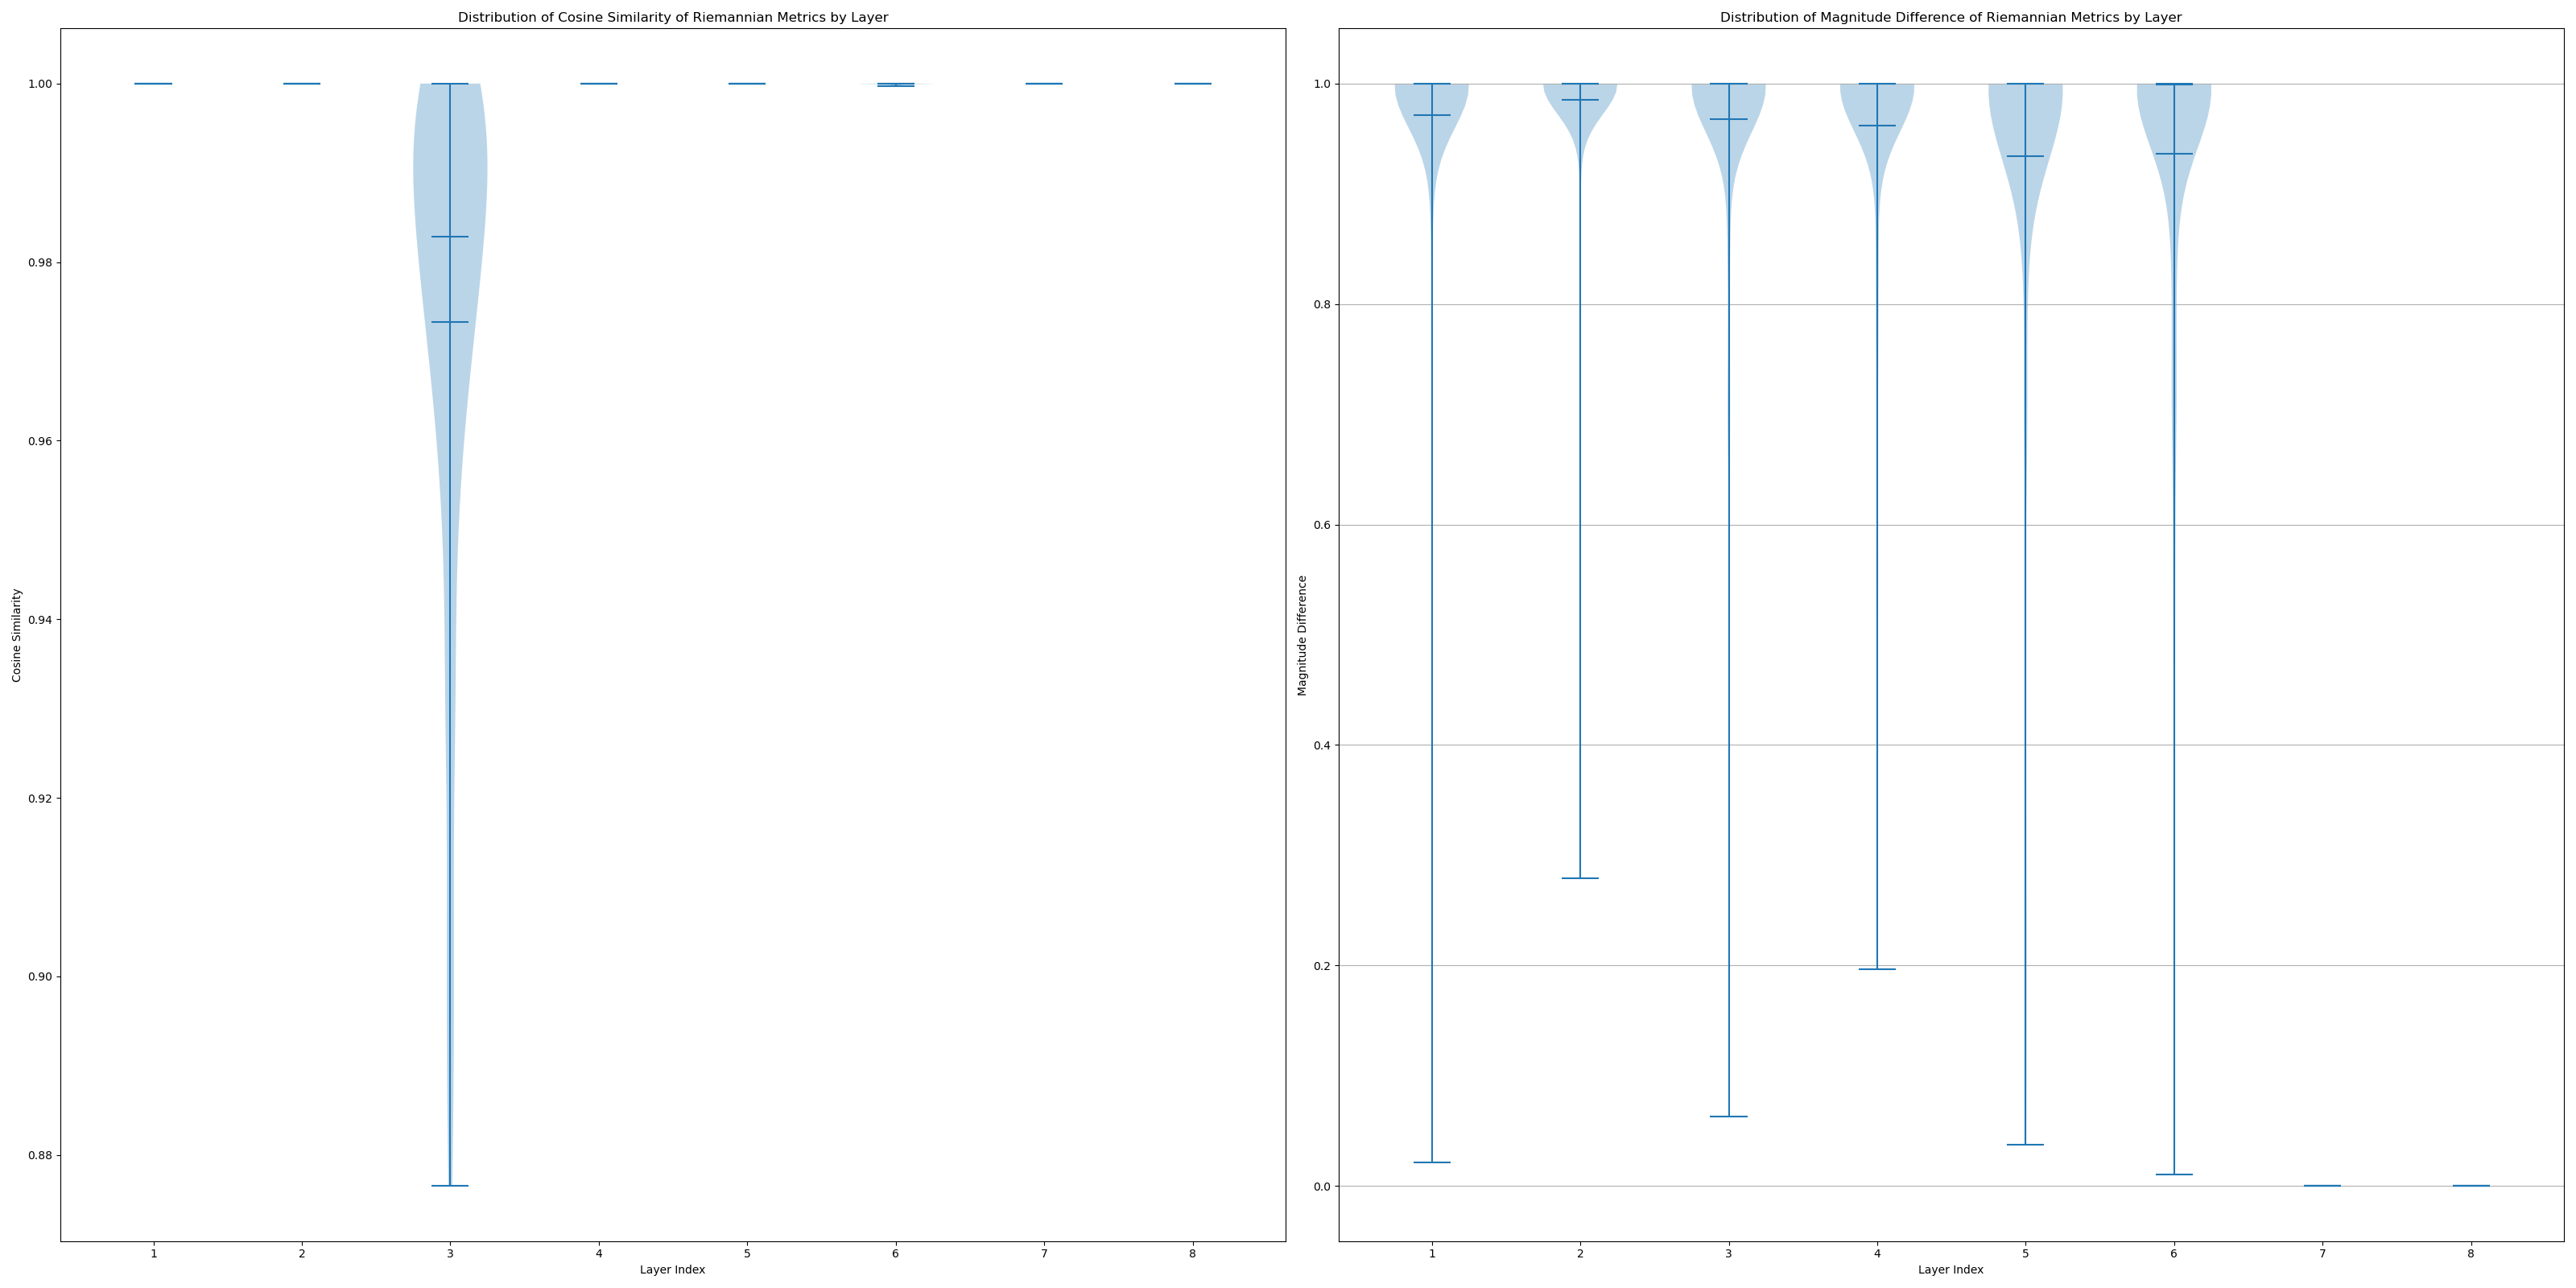 Distribution of Cosine Similarity of Riemannian Metrics by Layer
Cosine Similarity
1.00
0.98
0.96
0.94
0.92
0.90
0.88
1 2 3 4 5 6 7 8
Layer Index
Distribution of Magnitude Difference of Riemannian Metrics by Layer
Magnitude Difference
1.0
0.8
0.6
0.4
0.2
0.0
1 2 3 4 5 6 7 8
Layer Index